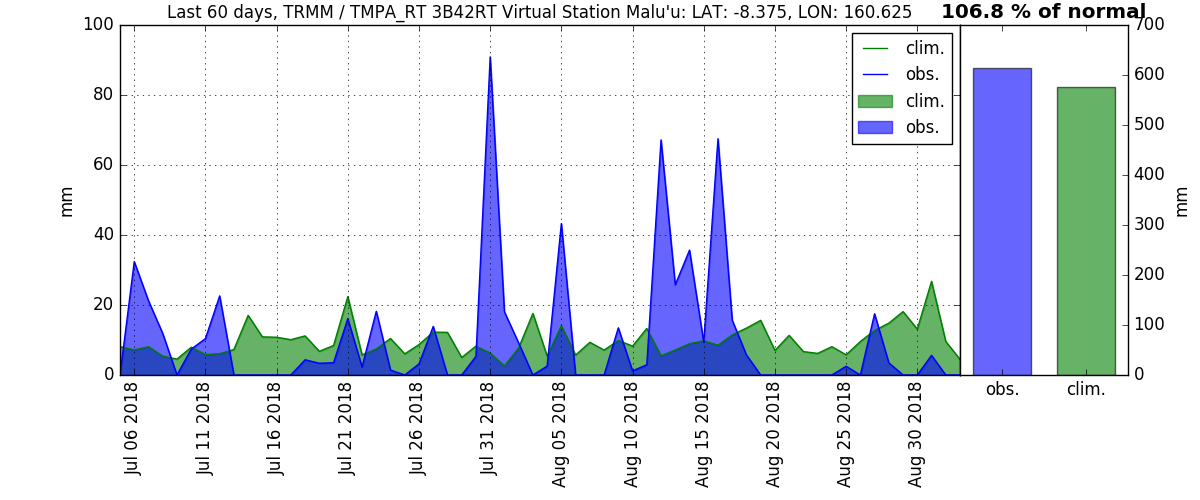 Last 60 days, TRMM / TMPA_RT 3B42RT Virtual Station Malu'u: LAT: -8.375, LON: 160.625
106.8 % of normal
100
80
60
40
20
0
mm
clim.
obs.
clim.
obs.
Jul 06 2018
Jul 11 2018
Jul 16 2018
Jul 21 2018
Jul 26 2018
Jul 31 2018
Aug 05 2018
Aug 10 2018
Aug 15 2018
Aug 20 2018
Aug 25 2018
Aug 30 2018
700
600
500
400
300
200
100
0
mm
obs.
clim.